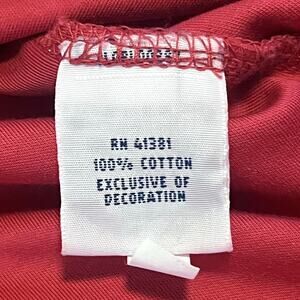 RN 41381
100% COTTON
EXCLUSIVE OF
DECORATION